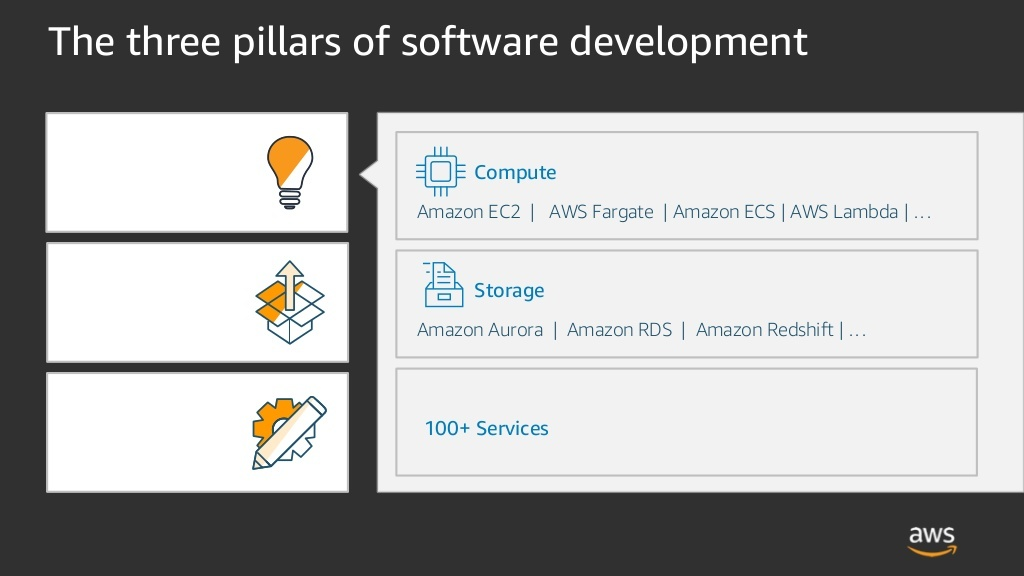 The three pillars of software development
Compute
Amazon EC2 | AWS Fargate | Amazon ECS | AWS Lambda | ...
Storage
Amazon Aurora | Amazon RDS | Amazon Redshift | ...
100+ Services
aws